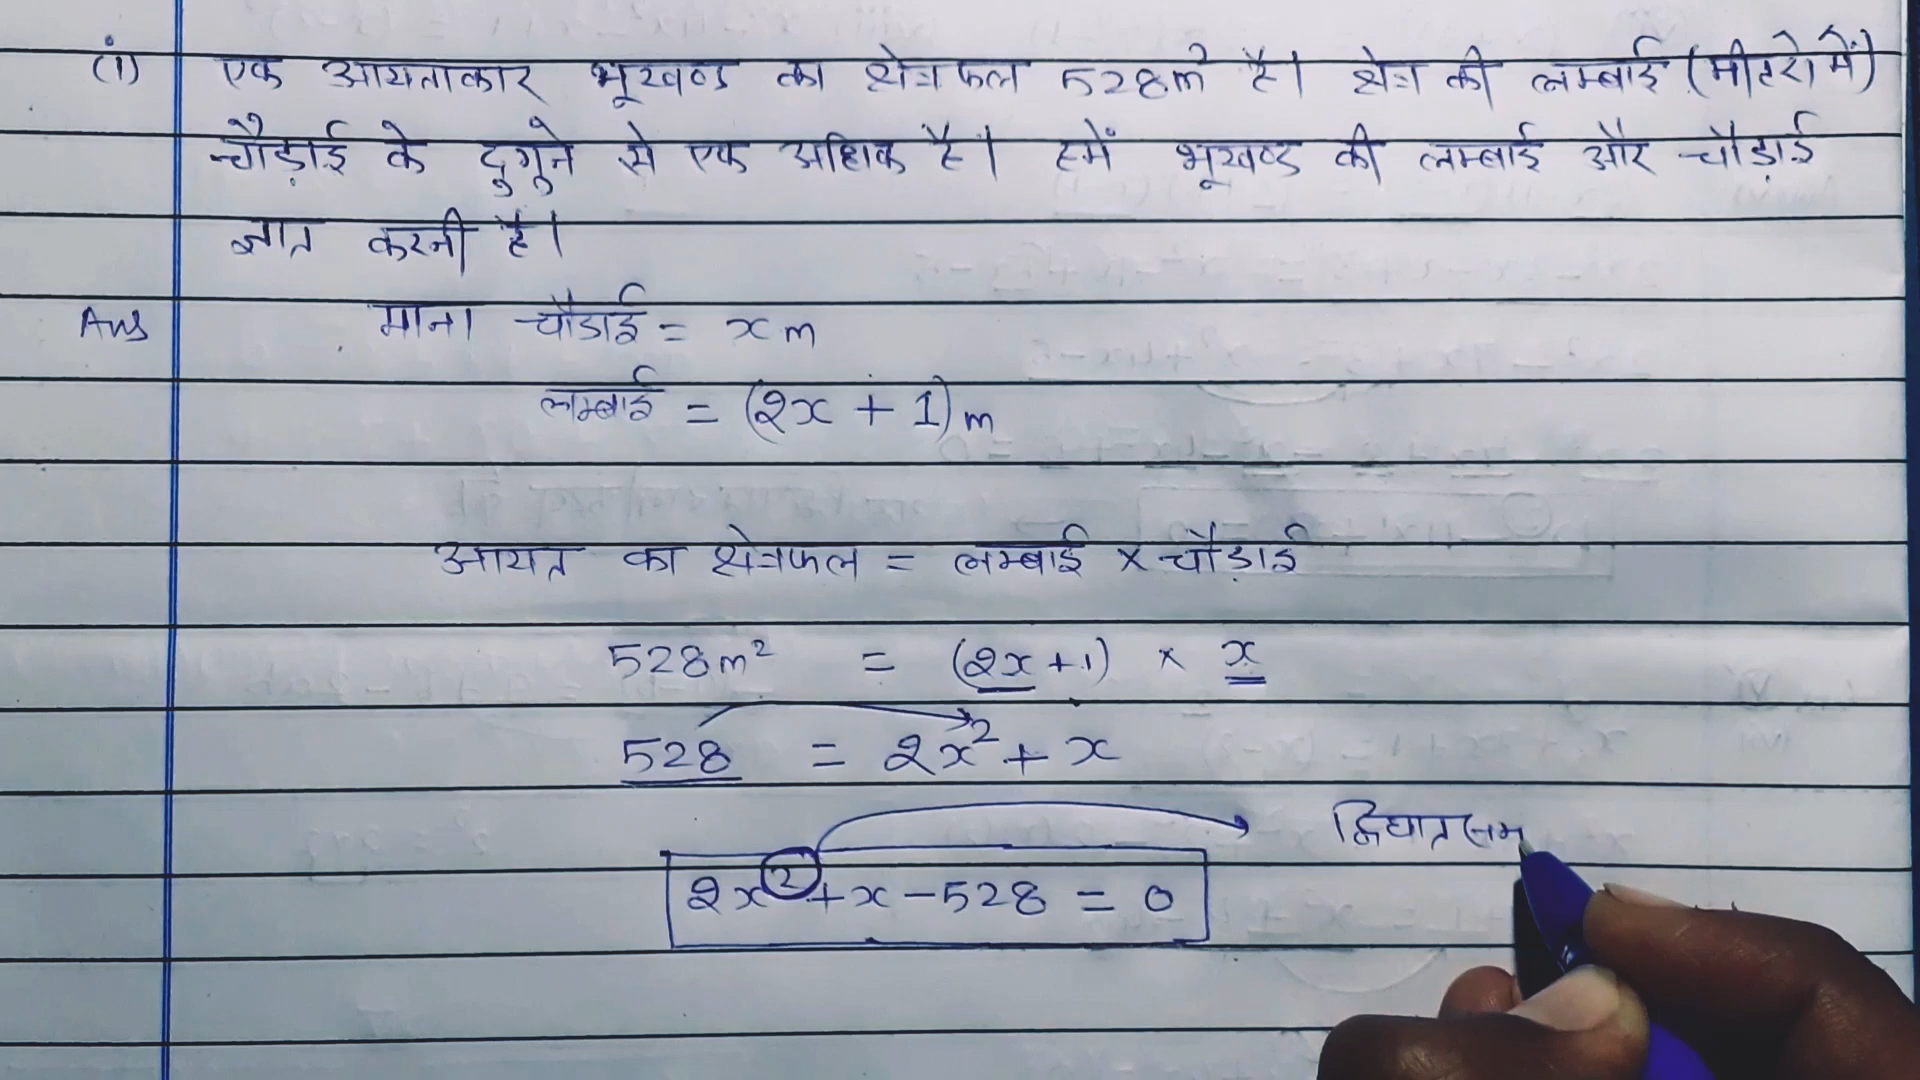 (i) एक आयताकार भूखण्ड का क्षेत्रफल 528m² है। क्षेत्र की लम्बाई (मीटरो में)
चौड़ाई के दुगूने से एक अधिक है। हमें भूखण्ड की लम्बाई और चौड़ाई
ज्ञात करनी है।
Ans माना चौडाई = x m
लम्बाई = (2x + 1) m
आयत का क्षेत्रफल = लम्बाई × चौड़ाई
528m² = (2x+1) × x
528 = 2x² + x
द्विघात सम
2x² + x - 528 = 0